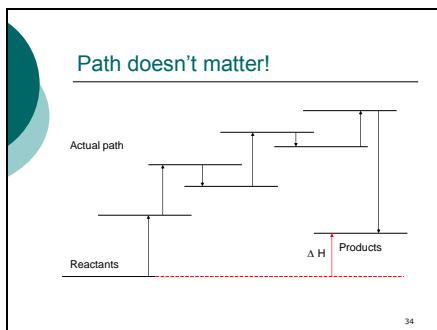 Path doesn’t matter!
Actual path
Δ H
Products
Reactants
34